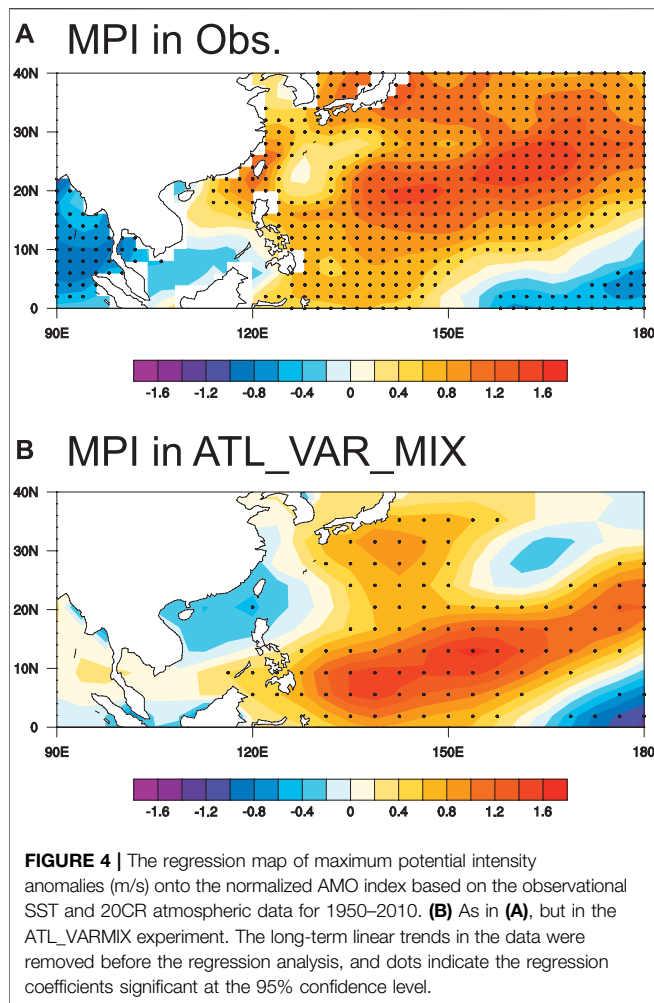 A MPI in Obs.
40N
30N
20N
10N
0
90E 120E 150E 180
-1.6 -1.2 -0.8 -0.4 0 0.4 0.8 1.2 1.6
B MPI in ATL_VAR_MIX
40N
30N
20N
10N
0
90E 120E 150E 180
-1.6 -1.2 -0.8 -0.4 0 0.4 0.8 1.2 1.6
FIGURE 4 | The regression map of maximum potential intensity
anomalies (m/s) onto the normalized AMO index based on the observational
SST and 20CR atmospheric data for 1950–2010. (B) As in (A), but in the
ATL_VARMIX experiment. The long-term linear trends in the data were
removed before the regression analysis, and dots indicate the regression
coefficients significant at the 95% confidence level.